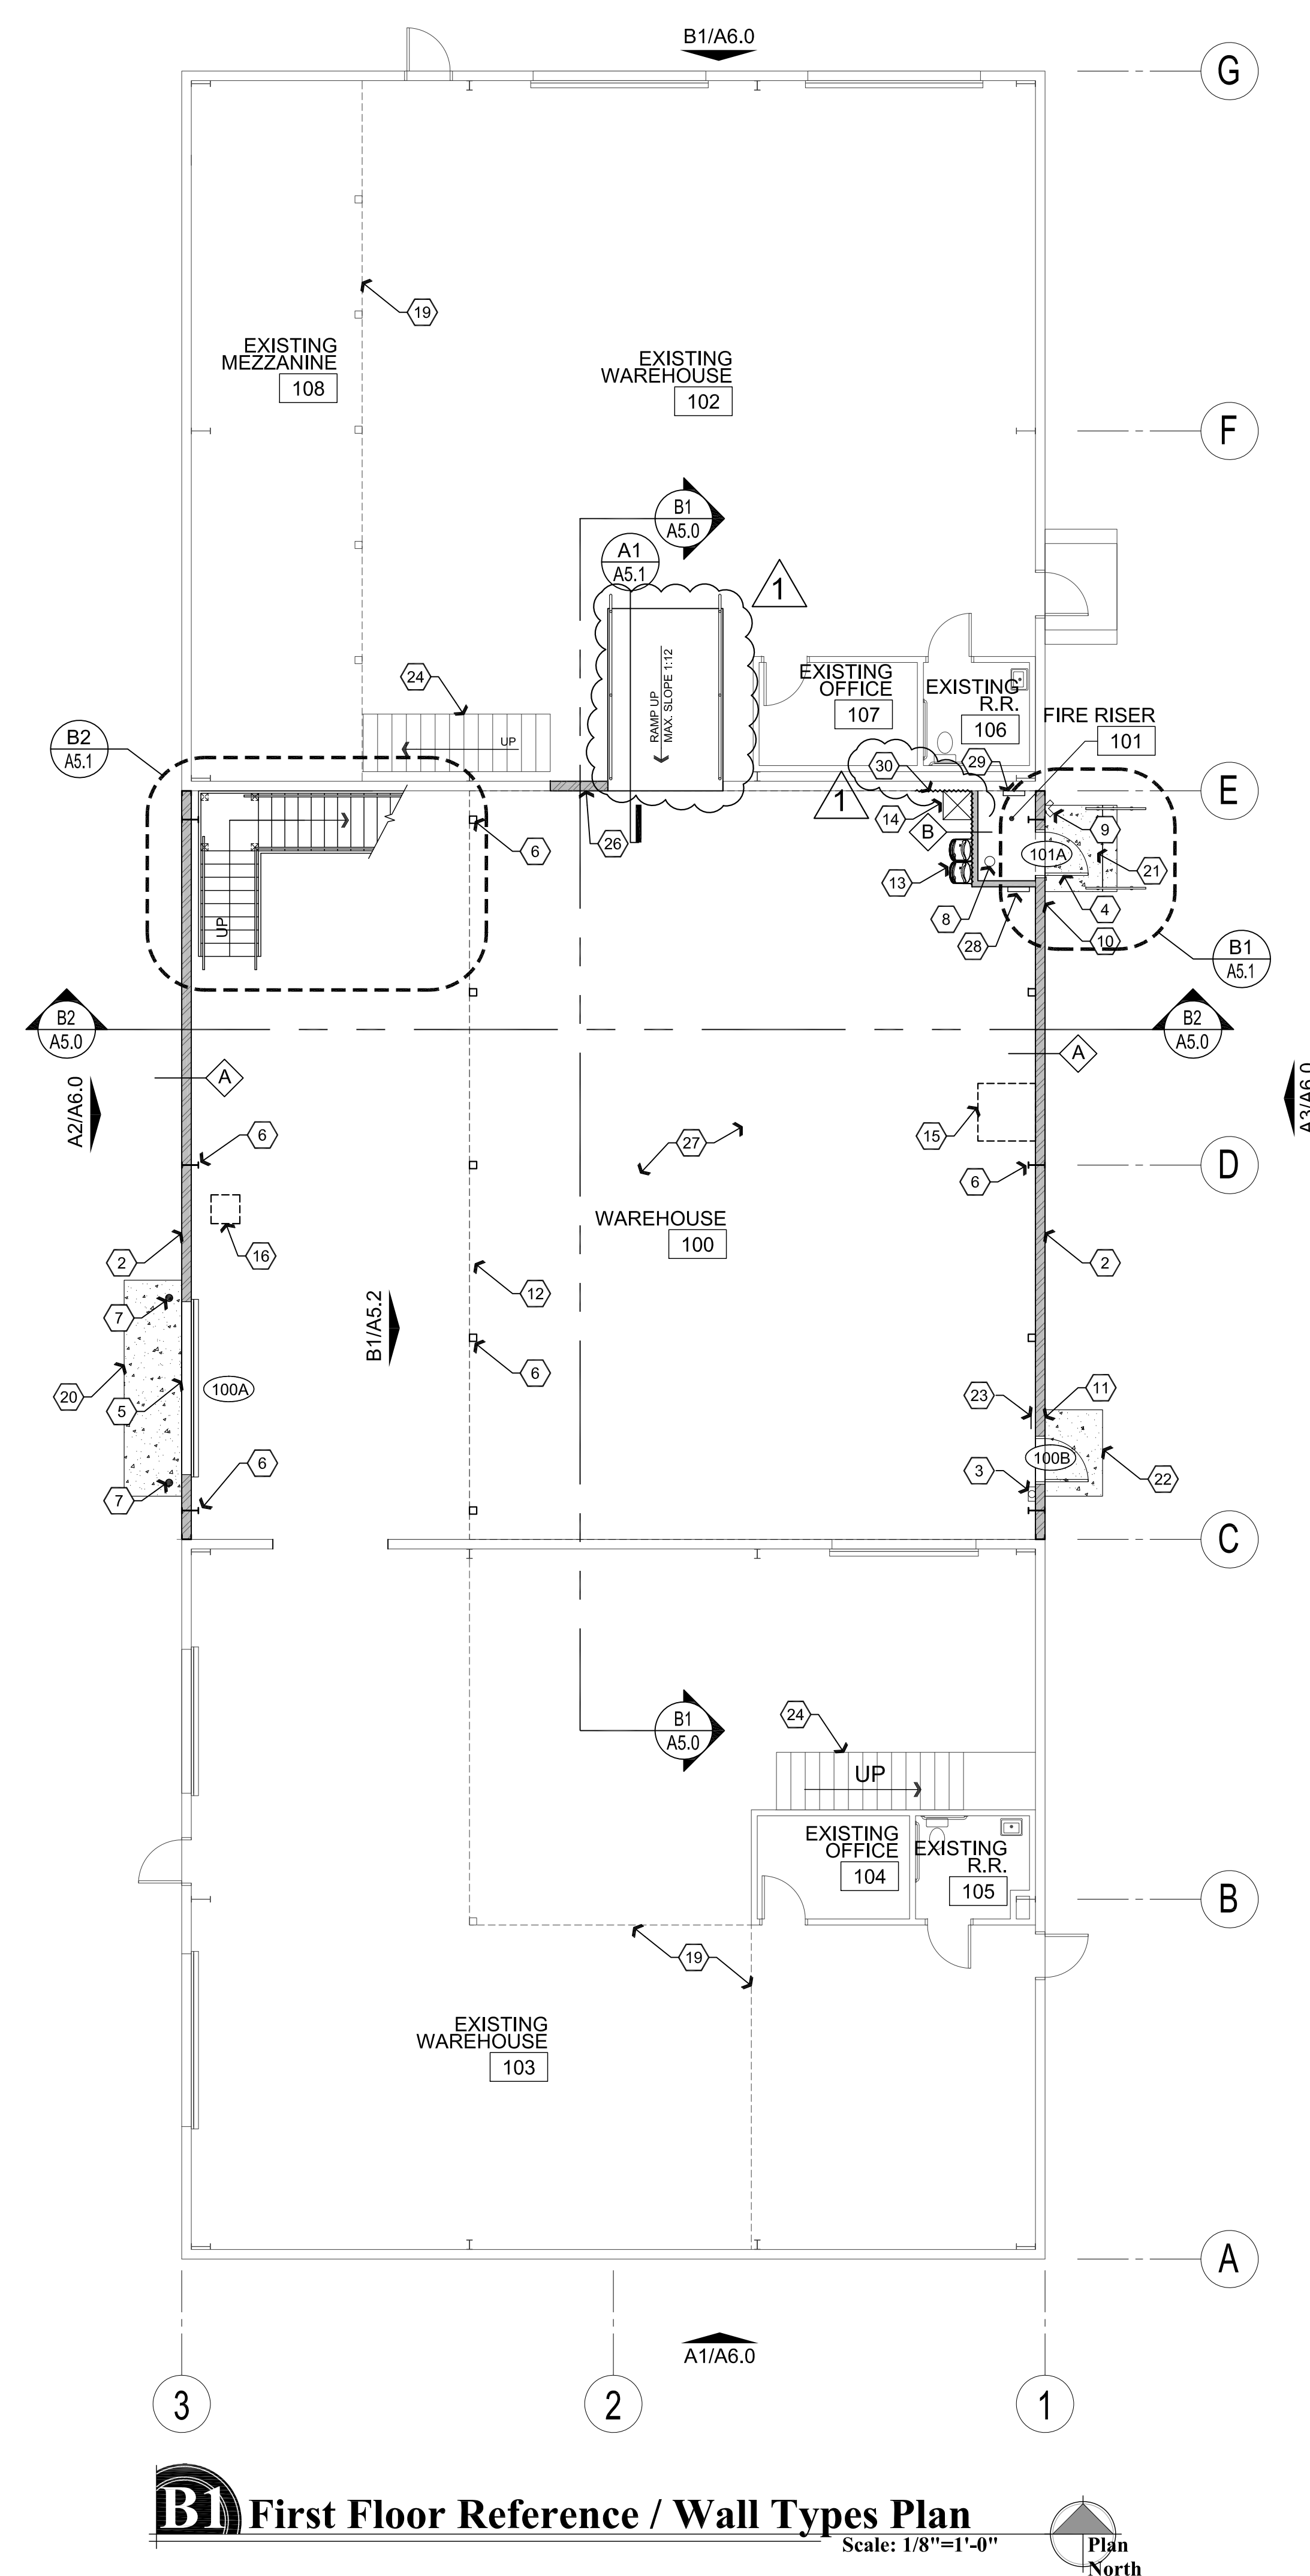 B1/A6.0
G
19
EXISTING
MEZZANINE
108
EXISTING
WAREHOUSE
102
F
B1
A5.0
A1
A5.1
1
RAMP UP
MAX. SLOPE 1:12
24
UP
EXISTING
OFFICE
107
EXISTING
R.R.
106
FIRE RISER
101
B2
A5.1
30
29
1
E
14
B
9
6
26
101A
21
13
8
4
28
10
UP
B1
A5.1
B2
A5.0
B2
A5.0
A
A
A2/A6.0
A3/A6.0
6
27
15
D
6
16
WAREHOUSE
100
2
2
12
7
B1/A5.2
6
20
5
100A
23
11
6
3
100B
22
7
C
B1
A5.0
24
UP
EXISTING
OFFICE
104
EXISTING
R.R.
105
B
19
EXISTING
WAREHOUSE
103
A
A1/A6.0
3
2
1
B1 First Floor Reference / Wall Types Plan
Scale: 1/8"=1'-0"
Plan
North